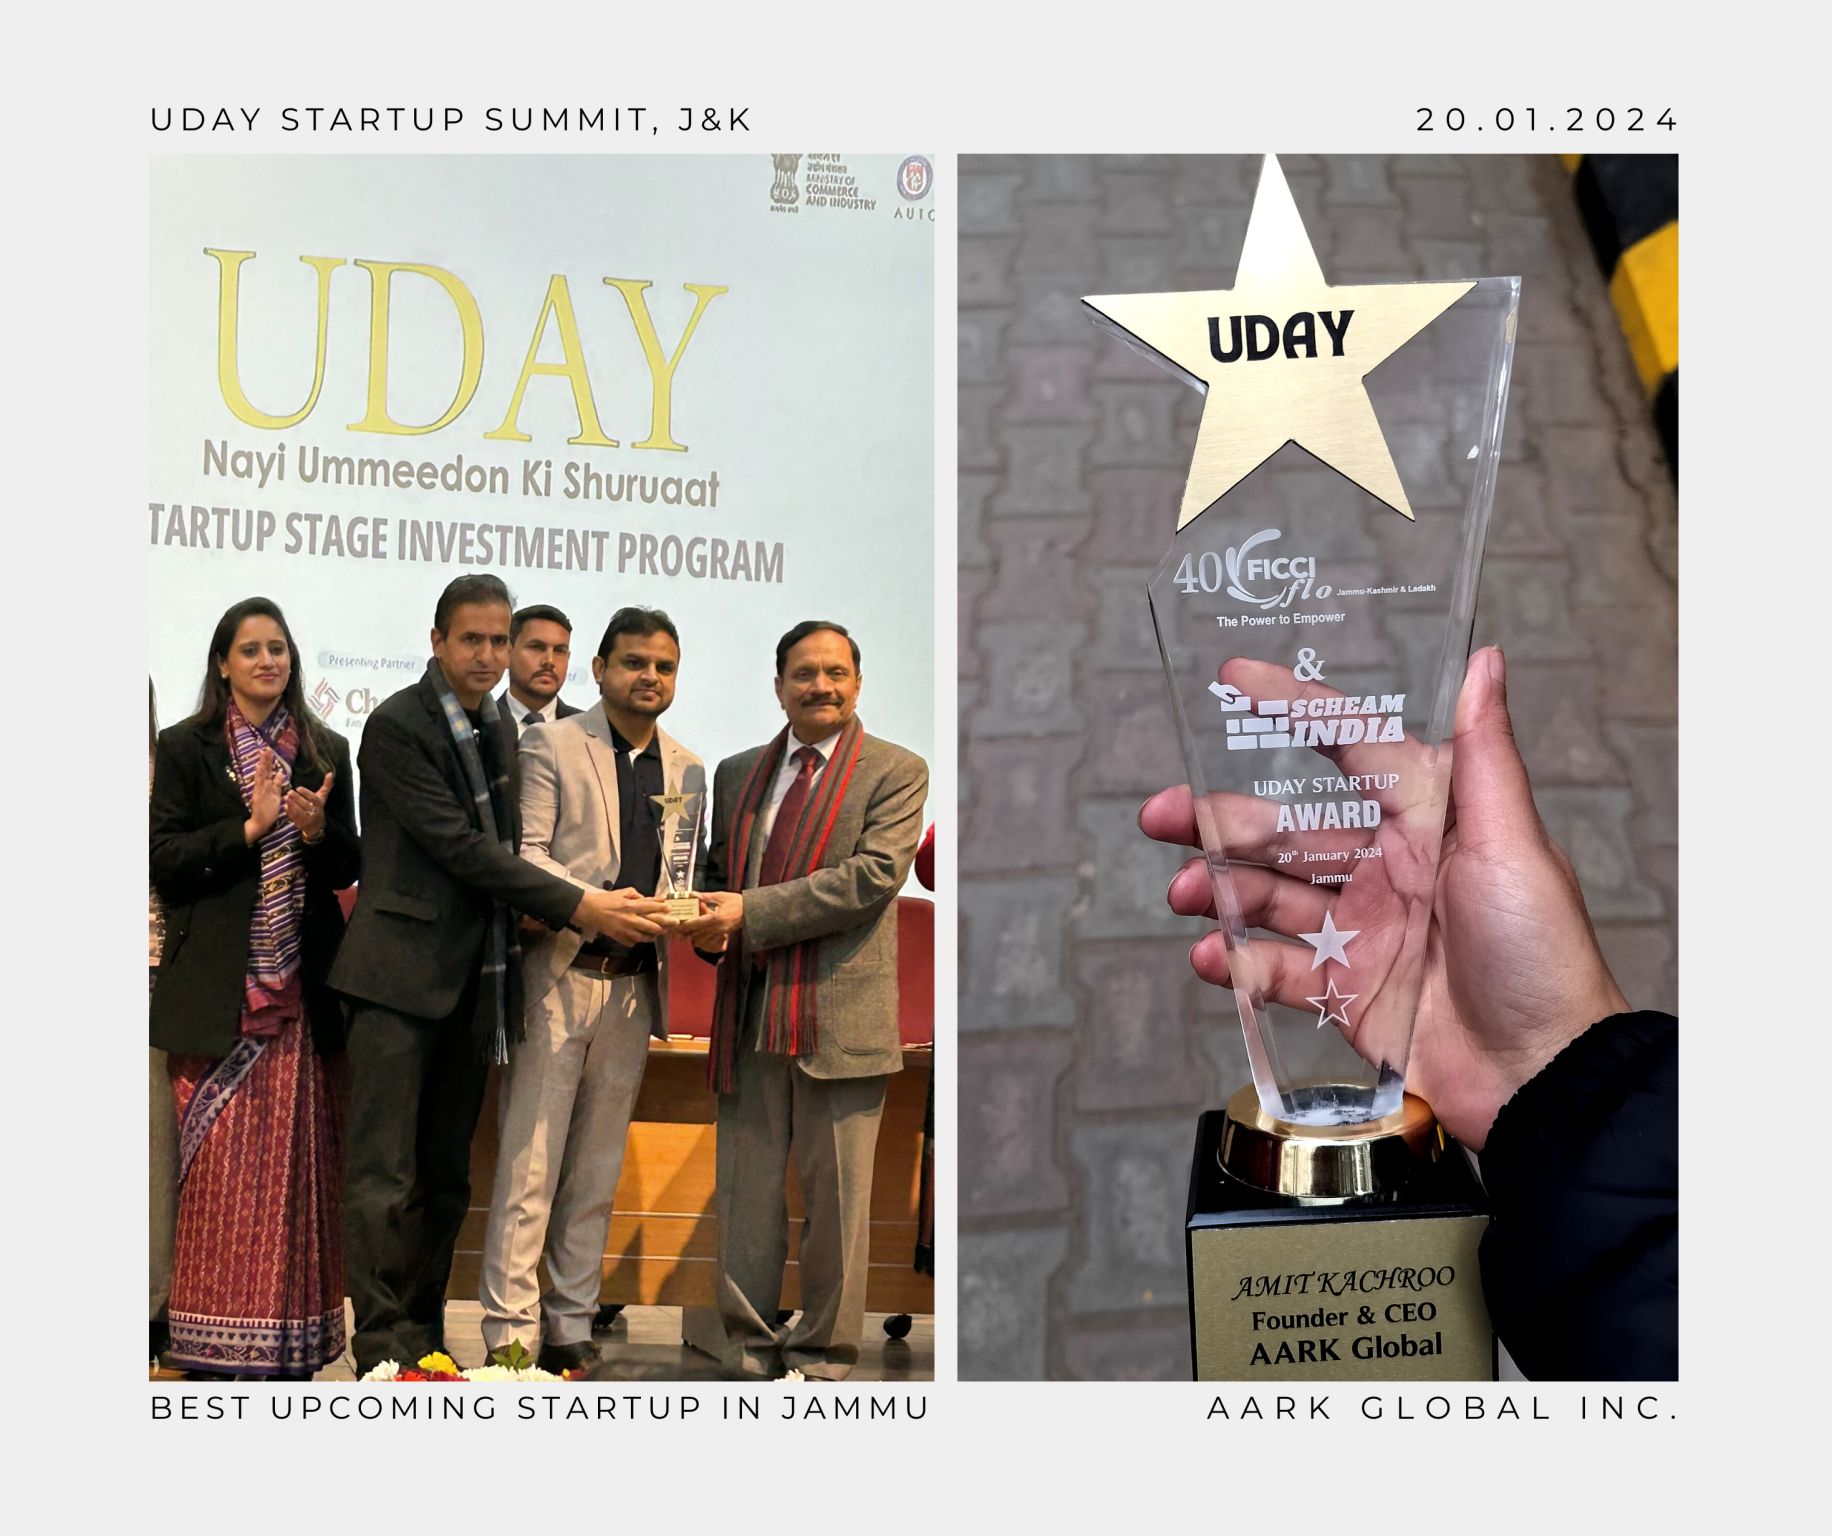 UDAY STARTUP SUMMIT, J&K
20.01.2024
MINISTRY OF
COMMERCE
AND INDUSTRY
UDAY
Nayi Ummeedon Ki Shuruaat
TARTUP STAGE INVESTMENT PROGRAM
Presenting Partner
UDAY
UDAY
40 FICCI
flo Jammu-Kashmir & Ladakh
The Power to Empower
&
SCHEAM
INDIA
UDAY STARTUP
AWARD
20th January 2024
Jammu
AMIT KACHROO
Founder & CEO
AARK Global
BEST UPCOMING STARTUP IN JAMMU
AARK GLOBAL INC.